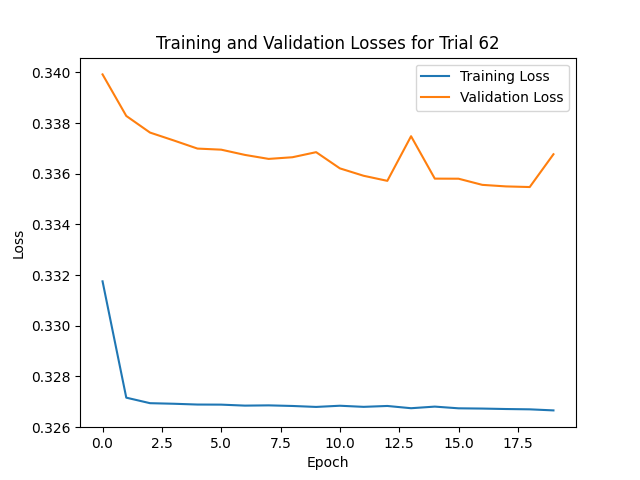 Training and Validation Losses for Trial 62
Training Loss
Validation Loss
0.340
0.338
0.336
0.334
0.332
0.330
0.328
0.326
Loss
0.0 2.5 5.0 7.5 10.0 12.5 15.0 17.5
Epoch